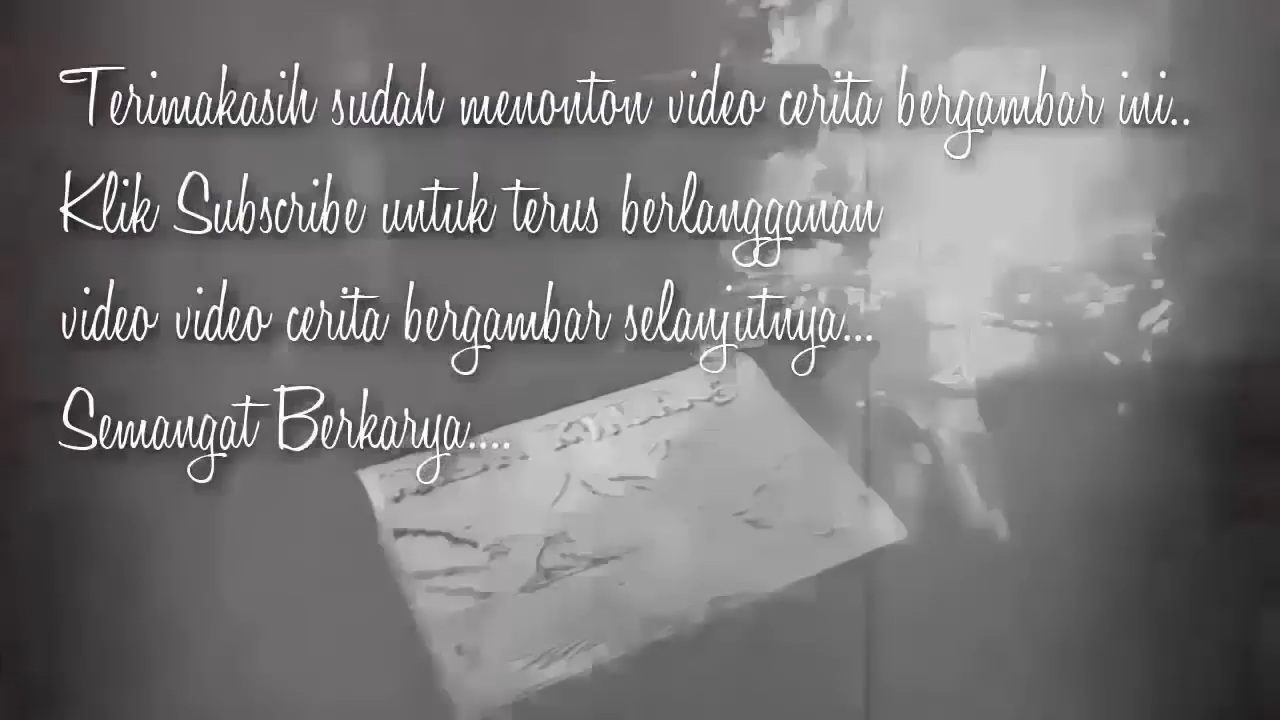 Terimakasih sudah menonton video cerita bergambar ini..
Klik Subscribe untuk terus berlangganan
video video cerita bergambar selanjutnya...
Semangat Berkarya....